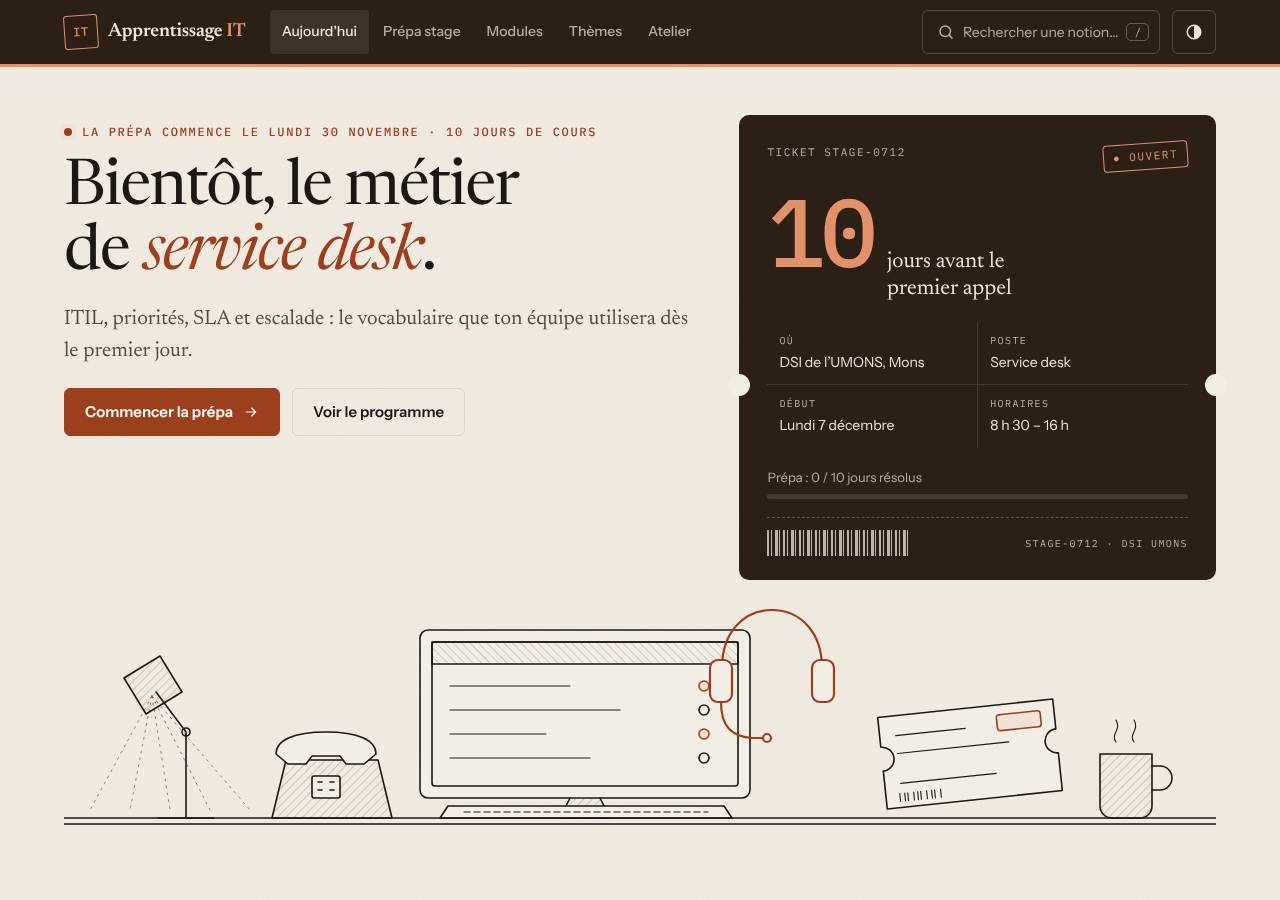 IT
Apprentissage IT
Aujourd'hui
Prépa stage
Modules
Thèmes
Atelier
Rechercher une notion…
/
LA PRÉPA COMMENCE LE LUNDI 30 NOVEMBRE · 10 JOURS DE COURS
Bientôt, le métier
de service desk.
ITIL, priorités, SLA et escalade : le vocabulaire que ton équipe utilisera dès
le premier jour.
Commencer la prépa →
Voir le programme
TICKET STAGE-0712
● OUVERT
10
jours avant le
premier appel
OÙ
DSI de l'UMONS, Mons
POSTE
Service desk
DÉBUT
Lundi 7 décembre
HORAIRES
8 h 30 – 16 h
Prépa : 0 / 10 jours résolus
STAGE-0712 · DSI UMONS